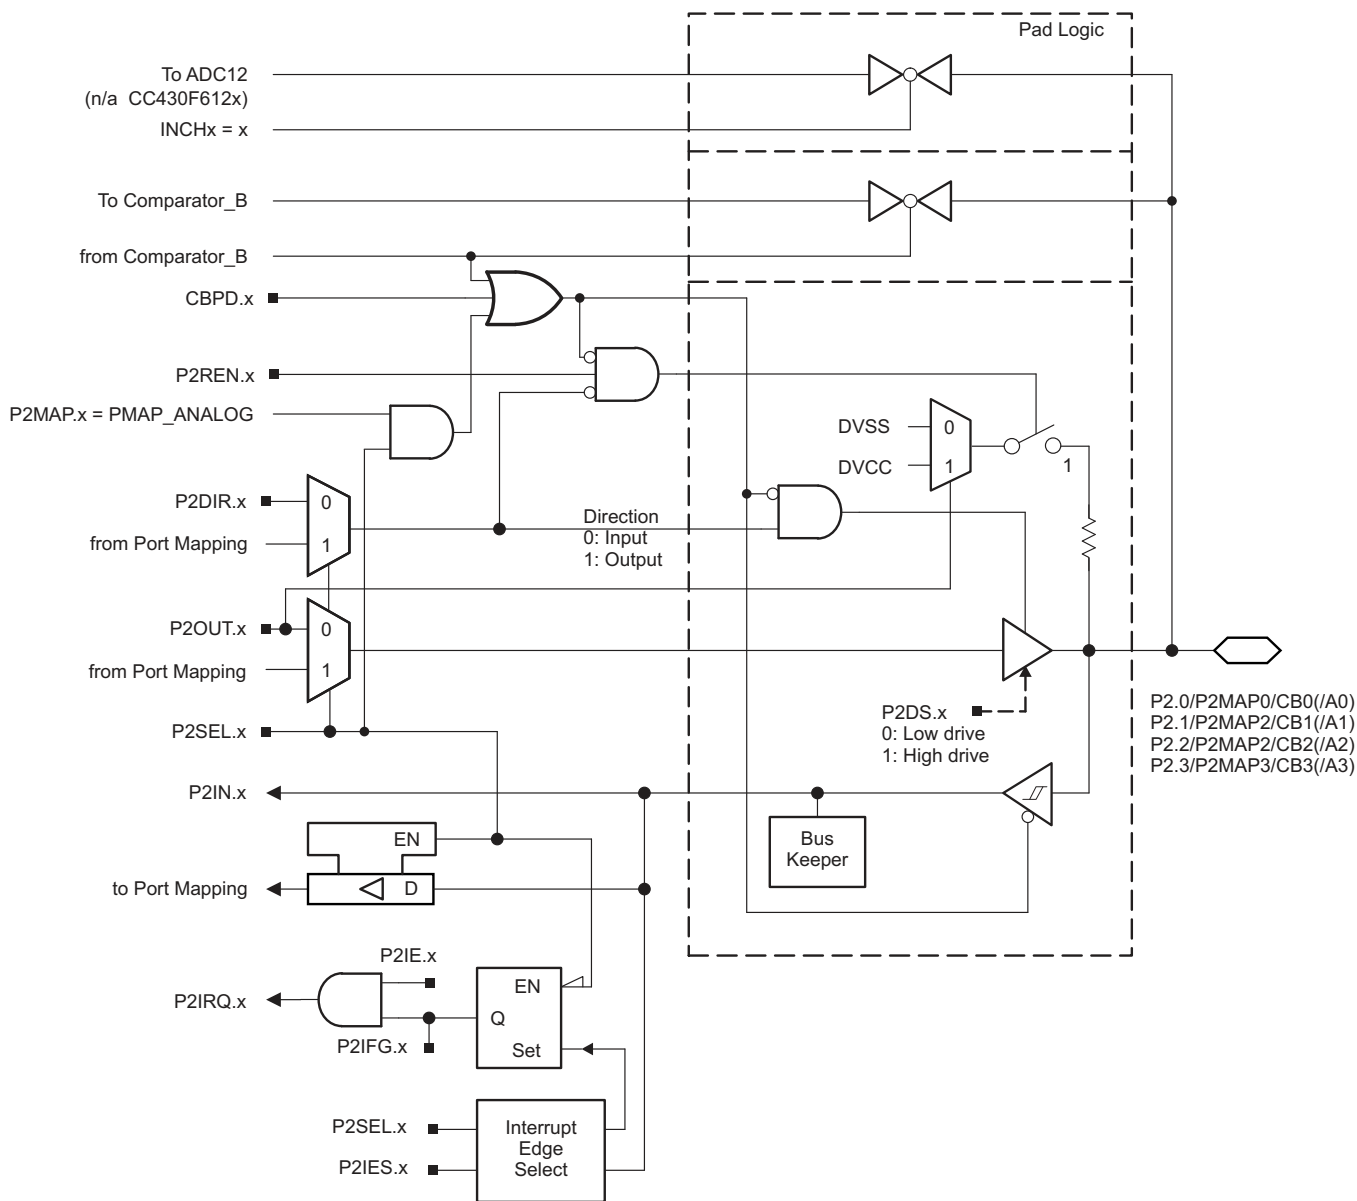 Pad Logic
To ADC12
(n/a CC430F612x)
INCHx = x
To Comparator_B
from Comparator_B
CBPD.x
P2REN.x
P2MAP.x = PMAP_ANALOG
DVSS
0
DVCC
1
1
P2DIR.x
0
from Port Mapping
1
Direction
0: Input
1: Output
P2OUT.x
0
from Port Mapping
1
P2SEL.x
P2DS.x
0: Low drive
1: High drive
P2.0/P2MAP0/CB0(/A0)
P2.1/P2MAP2/CB1(/A1)
P2.2/P2MAP2/CB2(/A2)
P2.3/P2MAP3/CB3(/A3)
P2IN.x
EN
Bus
Keeper
to Port Mapping
D
P2IE.x
P2IRQ.x
EN
Q
Set
P2IFG.x
P2SEL.x
P2IES.x
Interrupt
Edge
Select